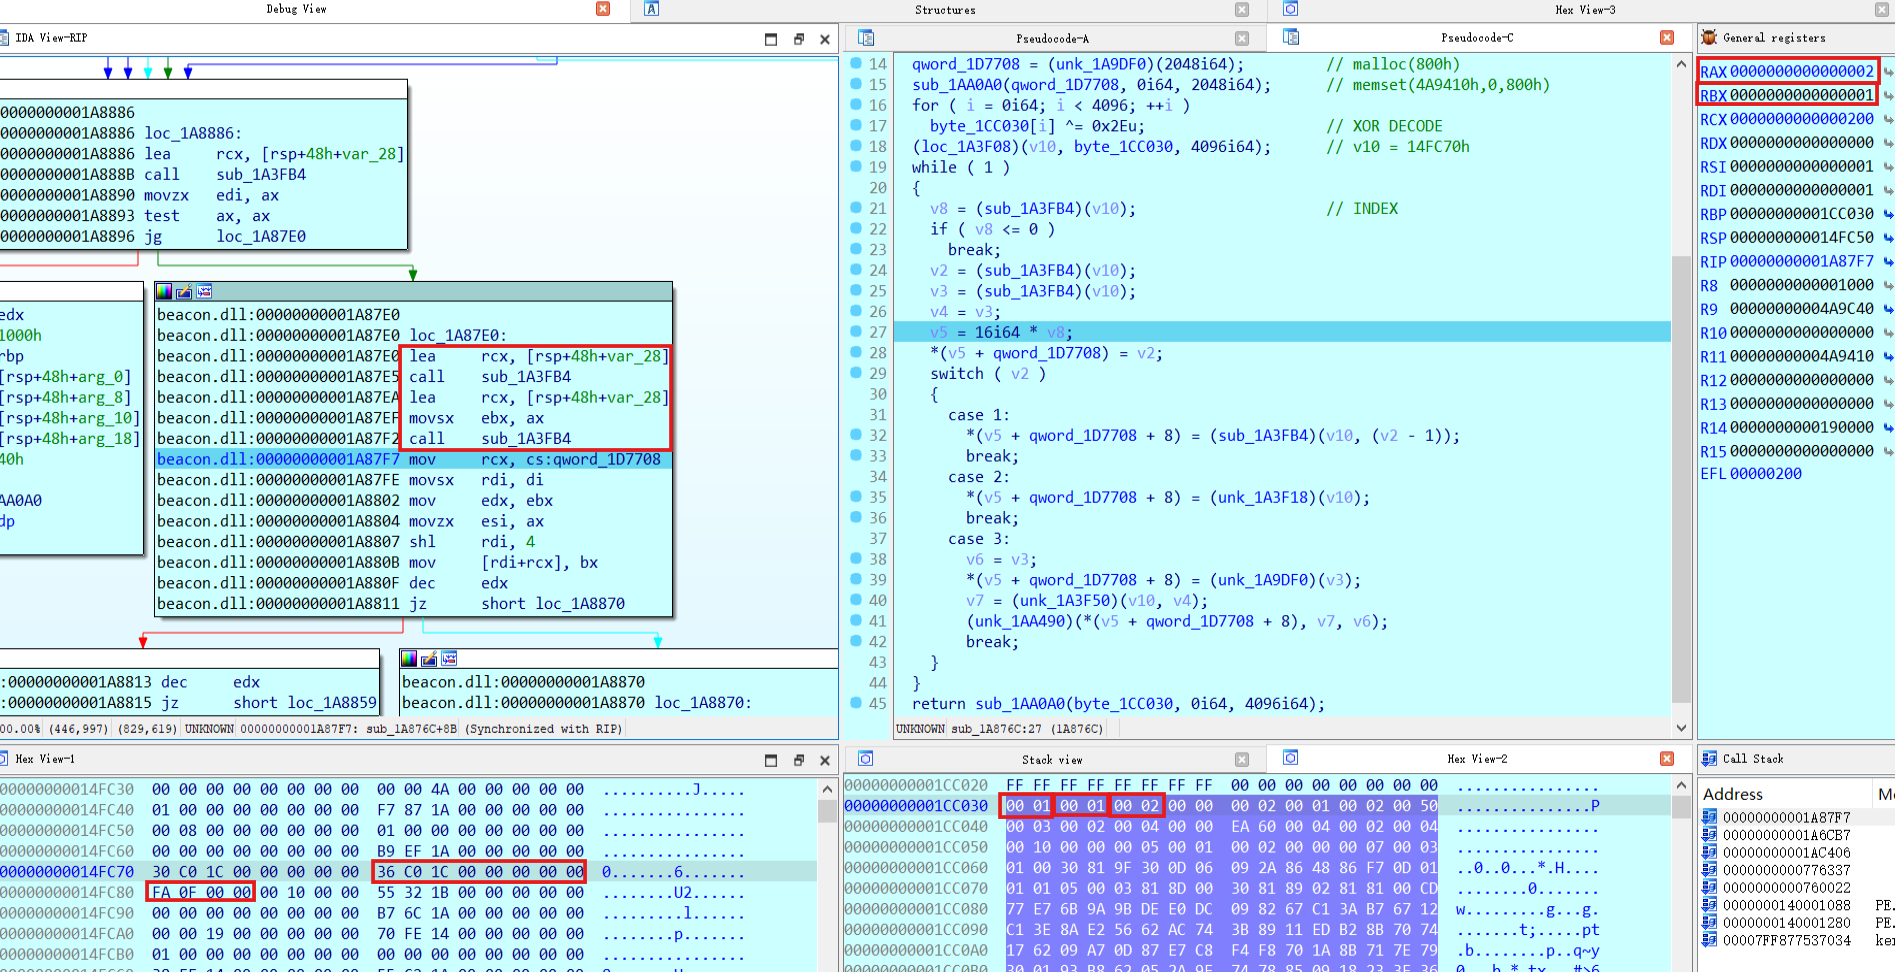 Debug View
Structures
Hex View-3
IDA View-RIP
00000000001A8886
00000000001A8886 loc_1A8886:
00000000001A8886 lea rcx, [rsp+48h+var_28]
00000000001A888B call sub_1A3FB4
00000000001A8890 movzx edi, ax
00000000001A8893 test ax, ax
00000000001A8896 jg loc_1A87E0
edx
1000h
rbp
[rsp+48h+arg_0]
[rsp+48h+arg_8]
[rsp+48h+arg_10]
[rsp+48h+arg_18]
40h
AA0A0
dp
beacon.dll:00000000001A87E0
beacon.dll:00000000001A87E0 loc_1A87E0:
beacon.dll:00000000001A87E0 lea rcx, [rsp+48h+var_28]
beacon.dll:00000000001A87E5 call sub_1A3FB4
beacon.dll:00000000001A87EA lea rcx, [rsp+48h+var_28]
beacon.dll:00000000001A87EF movsx ebx, ax
beacon.dll:00000000001A87F2 call sub_1A3FB4
beacon.dll:00000000001A87F7 mov rcx, cs:qword_1D7708
beacon.dll:00000000001A87FE movsx rdi, di
beacon.dll:00000000001A8802 mov edx, ebx
beacon.dll:00000000001A8804 movzx esi, ax
beacon.dll:00000000001A8807 shl rdi, 4
beacon.dll:00000000001A880B mov [rdi+rcx], bx
beacon.dll:00000000001A880F dec edx
beacon.dll:00000000001A8811 jz short loc_1A8870
:00000000001A8813 dec edx
:00000000001A8815 jz short loc_1A8859
beacon.dll:00000000001A8870
beacon.dll:00000000001A8870 loc_1A8870:
00.00% (446,997) (829,619) UNKNOWN 00000000001A87F7: sub_1A876C+8B (Synchronized with RIP)
Pseudocode-A
Pseudocode-C
14 qword_1D7708 = (unk_1A9DF0)(2048i64); // malloc(800h)
15 sub_1AA0A0(qword_1D7708, 0i64, 2048i64); // memset(4A9410h,0,800h)
16 for ( i = 0i64; i < 4096; ++i )
17 byte_1CC030[i] ^= 0x2Eu; // XOR DECODE
18 (loc_1A3F08)(v10, byte_1CC030, 4096i64); // v10 = 14FC70h
19 while ( 1 )
20 {
21 v8 = (sub_1A3FB4)(v10); // INDEX
22 if ( v8 <= 0 )
23 break;
24 v2 = (sub_1A3FB4)(v10);
25 v3 = (sub_1A3FB4)(v10);
26 v4 = v3;
27 v5 = 16i64 * v8;
28 *(v5 + qword_1D7708) = v2;
29 switch ( v2 )
30 {
31 case 1:
32 *(v5 + qword_1D7708 + 8) = (sub_1A3FB4)(v10, (v2 - 1));
33 break;
34 case 2:
35 *(v5 + qword_1D7708 + 8) = (unk_1A3F18)(v10);
36 break;
37 case 3:
38 v6 = v3;
39 *(v5 + qword_1D7708 + 8) = (unk_1A9DF0)(v3);
40 v7 = (unk_1A3F50)(v10, v4);
41 (unk_1AA490)(*(v5 + qword_1D7708 + 8), v7, v6);
42 break;
43 }
44 }
45 return sub_1AA0A0(byte_1CC030, 0i64, 4096i64);
UNKNOWN sub_1A876C:27 (1A876C)
General registers
RAX 0000000000000002
RBX 0000000000000001
RCX 0000000000000200
RDX 0000000000000000
RSI 0000000000000001
RDI 0000000000000001
RBP 00000000001CC030
RSP 000000000014FC50
RIP 00000000001A87F7
R8 0000000000001000
R9 00000000004A9C40
R10 0000000000000000
R11 00000000004A9410
R12 0000000000000000
R13 0000000000000000
R14 0000000000190000
R15 0000000000000000
EFL 00000200
Hex View-1
000000000014FC30 00 00 00 00 00 00 00 00 00 00 4A 00 00 00 00 00 ..........J.....
000000000014FC40 01 00 00 00 00 00 00 00 F7 87 1A 00 00 00 00 00 ................
000000000014FC50 00 08 00 00 00 00 00 00 01 00 00 00 00 00 00 00 ................
000000000014FC60 00 00 00 00 00 00 00 00 B9 EF 1A 00 00 00 00 00 ................
000000000014FC70 30 C0 1C 00 00 00 00 00 36 C0 1C 00 00 00 00 00 0.......6.......
000000000014FC80 FA 0F 00 00 00 10 00 00 55 32 1B 00 00 00 00 00 ........U2......
000000000014FC90 00 00 00 00 00 00 00 00 B7 6C 1A 00 00 00 00 00 .........l......
000000000014FCA0 00 00 19 00 00 00 00 00 70 FE 14 00 00 00 00 00 ........p.......
000000000014FCB0 01 00 00 00 00 00 00 00 00 00 00 00 00 00 00 00 ................
Stack view
Hex View-2
00000000001CC020 FF FF FF FF FF FF FF FF 00 00 00 00 00 00 00 00 ................
00000000001CC030 00 01 00 01 00 02 00 00 00 02 00 01 00 02 00 50 ...............P
00000000001CC040 00 03 00 02 00 04 00 00 EA 60 00 04 00 02 00 04
00000000001CC050 00 10 00 00 00 05 00 01 00 02 00 00 00 07 00 03 ................
00000000001CC060 01 00 30 81 9F 30 0D 06 09 2A 86 48 86 F7 0D 01 ..0..0...*.H....
00000000001CC070 01 01 05 00 03 81 8D 00 30 81 89 02 81 81 00 CD ........0.......
00000000001CC080 77 E7 6B 9A 9B DE E0 DC 09 82 67 C1 3A B7 67 12
00000000001CC090 C1 3E 8A E2 56 62 AC 74 3B 89 11 ED B2 8B 70 74
00000000001CC0A0 17 62 09 A7 0D 87 E7 C8 F4 F8 70 1A 8B 71 7E 79
Call Stack
Address
00000000001A87F7
00000000001A6CB7
00000000001AC406
0000000000776337
0000000000760022
0000000140001088 PE.
0000000140001280 PE.
00007FF877537034 ker